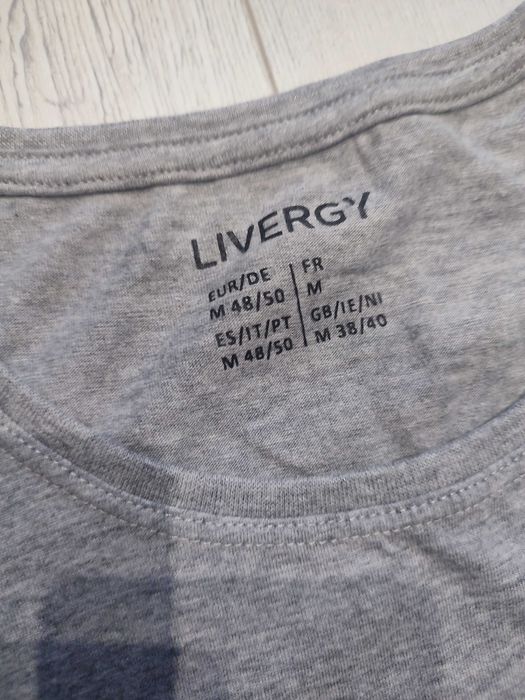 LIVERGY
EUR/DE
M 48/50
ES/IT/PT
M 48/50
FR
M
GB/IE/NI
M 38/40